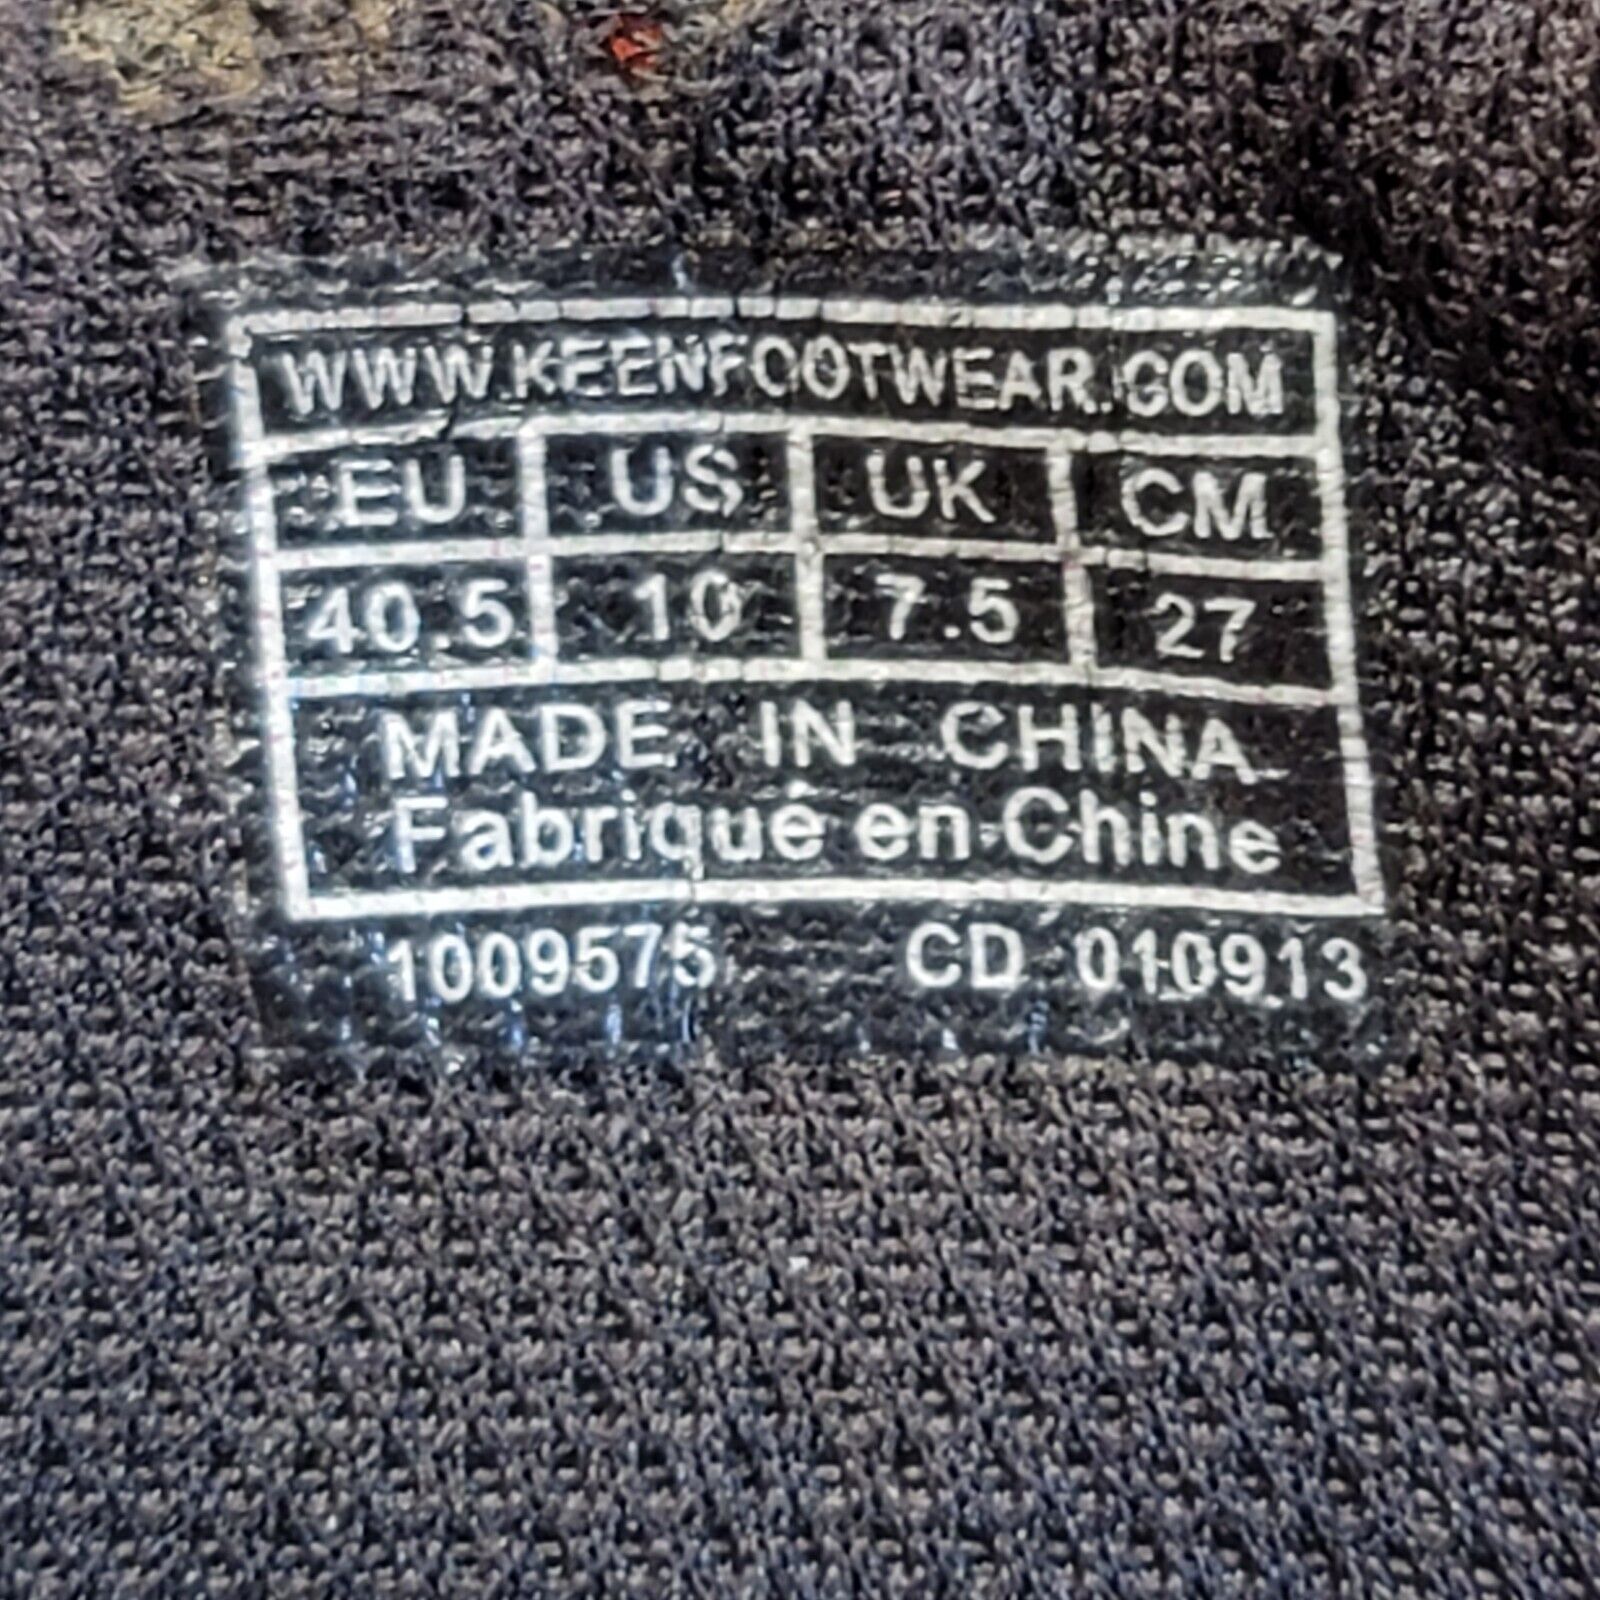 WWW.KEENFOOTWEAR.COM
EU US UK CM
40.5 10 7.5 27
MADE IN CHINA
Fabriqué en Chine
1009575 CD 010913